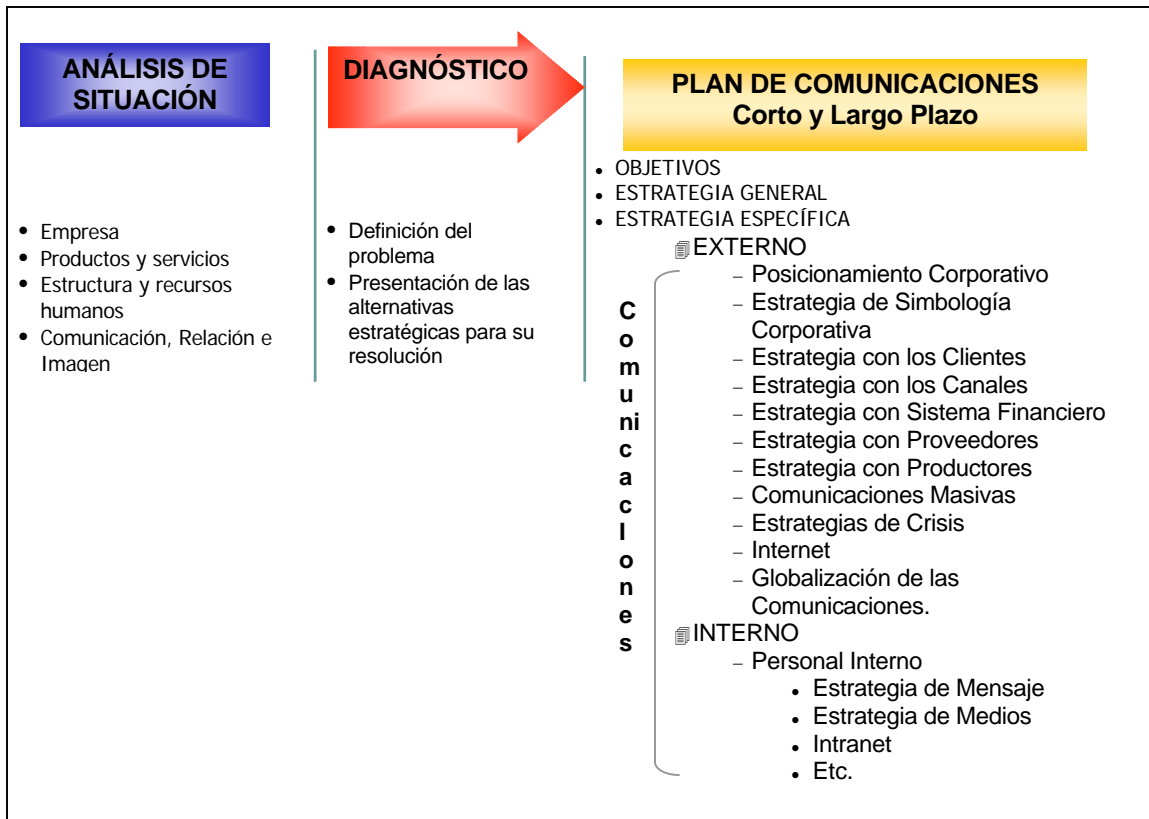 ANÁLISIS DE
SITUACIÓN
• Empresa
• Productos y servicios
• Estructura y recursos
humanos
• Comunicación, Relación e
Imagen
DIAGNÓSTICO
• Definición del
problema
• Presentación de las
alternativas
estratégicas para su
resolución
PLAN DE COMUNICACIONES
Corto y Largo Plazo
• OBJETIVOS
• ESTRATEGIA GENERAL
• ESTRATEGIA ESPECÍFICA
C
o
m
u
ni
c
a
c
I
o
n
e
s
EXTERNO
– Posicionamiento Corporativo
– Estrategia de Simbología
Corporativa
– Estrategia con los Clientes
– Estrategia con los Canales
– Estrategia con Sistema Financiero
– Estrategia con Proveedores
– Estrategia con Productores
– Comunicaciones Masivas
– Estrategias de Crisis
– Internet
– Globalización de las
Comunicaciones.
INTERNO
– Personal Interno
• Estrategia de Mensaje
• Estrategia de Medios
• Intranet
• Etc.